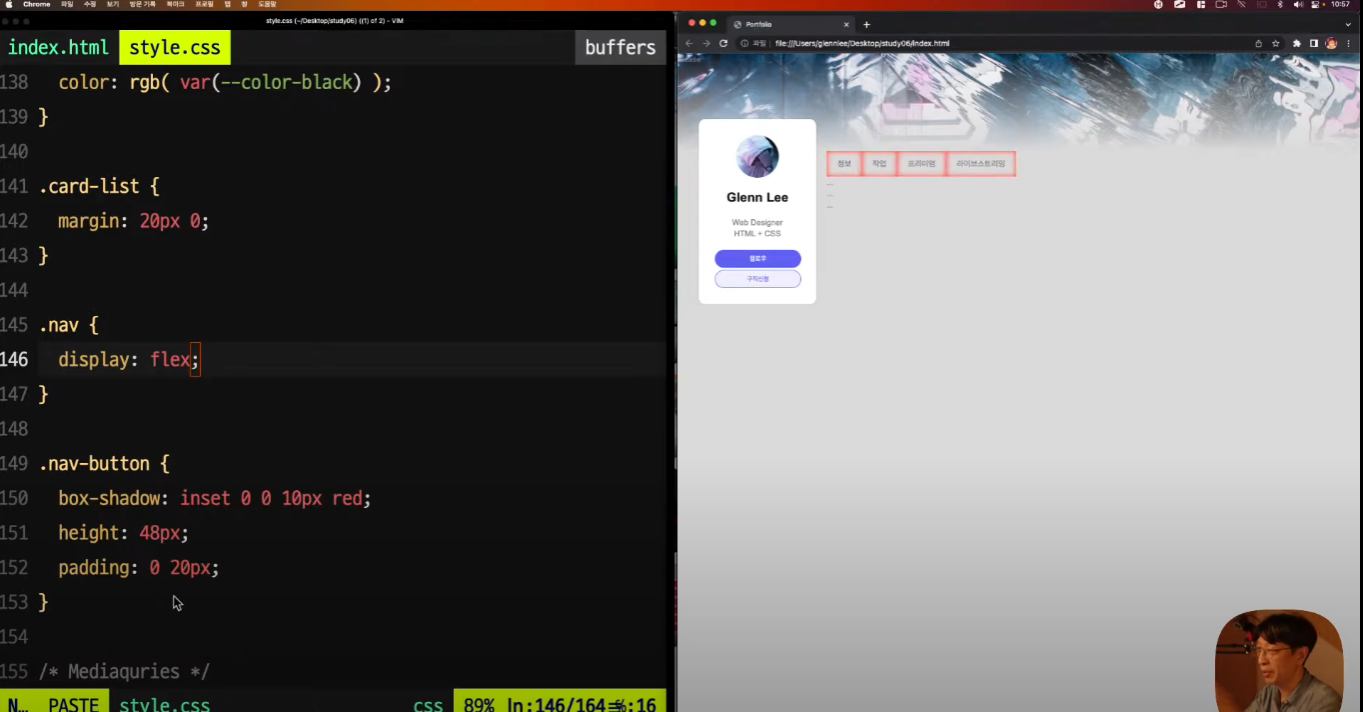 Chrome 파일 수정 보기 방문 기록 북마크 프로필 탭 창 도움말
10:57
style.css (~/Desktop/study06) ((1) of 2) - VIM
index.html style.css
buffers
138 color: rgb( var(--color-black) );
139 }
140
141 .card-list {
142 margin: 20px 0;
143 }
144
145 .nav {
146 display: flex;
147 }
148
149 .nav-button {
150 box-shadow: inset 0 0 10px red;
151 height: 48px;
152 padding: 0 20px;
153 }
154
155 /* Mediaquries */
N… PASTE style.css css 89% ln:146/164≡%:16
Portfolio
파일 file:///Users/glennlee/Desktop/study06/index.html
Glenn Lee
Web Designer
HTML + CSS
팔로우
구직신청
정보 작업 프리미엄 라이브스트리밍